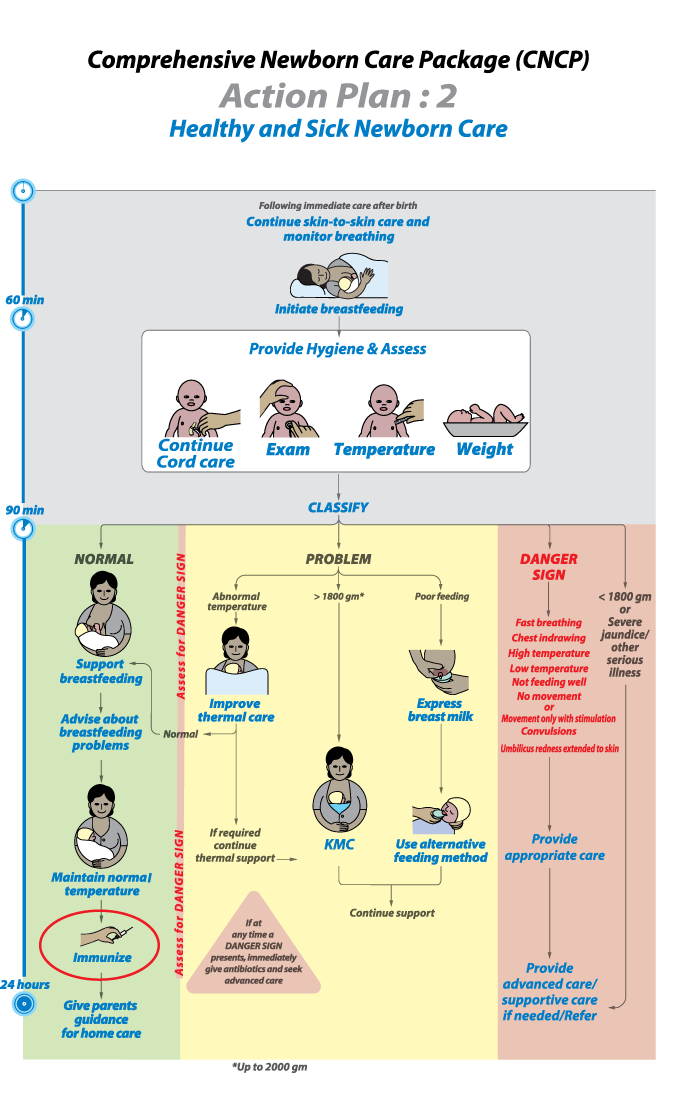 Comprehensive Newborn Care Package (CNCP)
Action Plan : 2
Healthy and Sick Newborn Care
Following immediate care after birth
Continue skin-to-skin care and
monitor breathing
Initiate breastfeeding
60 min
Provide Hygiene & Assess
Continue
Cord care
Exam
Temperature
Weight
CLASSIFY
90 min
NORMAL
Support
breastfeeding
Advise about
breastfeeding
problems
Maintain normal
temperature
Immunize
24 hours
Give parents
guidance
for home care
Assess for DANGER SIGN
Assess for DANGER SIGN
PROBLEM
Abnormal
temperature
Improve
thermal care
Normal
If required
continue
thermal support
> 1800 gm*
KMC
Poor feeding
Express
breast milk
Use alternative
feeding method
Continue support
If at
any time a
DANGER SIGN
presents, immediately
give antibiotics and seek
advanced care
DANGER
SIGN
Fast breathing
Chest indrawing
High temperature
Low temperature
Not feeding well
No movement
or
Movement only with stimulation
Convulsions
Umbilicus redness extended to skin
Provide
appropriate care
Provide
advanced care/
supportive care
if needed/Refer
< 1800 gm
or
Severe
jaundice/
other
serious
illness
*Up to 2000 gm